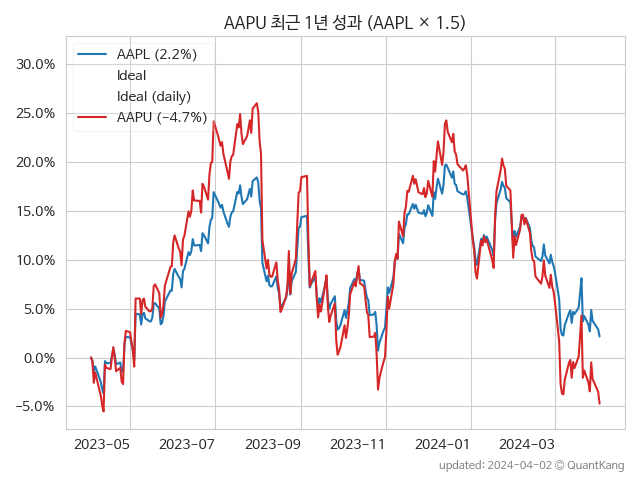 AAPU 최근 1년 성과 (AAPL × 1.5)
AAPL (2.2%)
Ideal
Ideal (daily)
AAPU (−4.7%)
30.0%
25.0%
20.0%
15.0%
10.0%
5.0%
0.0%
−5.0%
2023-05 2023-07 2023-09 2023-11 2024-01 2024-03
updated: 2024-04-02 © QuantKang